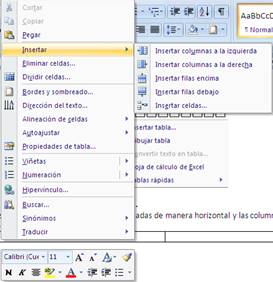 Cortar
Copiar
Pegar
Insertar
Eliminar celdas...
Dividir celdas...
Bordes y sombreado...
Dirección del texto...
Alineación de celdas
Autoajustar
Propiedades de tabla...
Viñetas
Numeración
Hipervínculo...
Buscar...
Sinónimos
Traducir
Insertar columnas a la izquierda
Insertar columnas a la derecha
Insertar filas encima
Insertar filas debajo
Insertar celdas...
AaBbCcD
¶ Normal
nsertar tabla...
ibujar tabla
onvertir texto en tabla...
oja de cálculo de Excel
ablas rápidas
adas de manera horizontal y las column
Calibri (Cue
11
N K